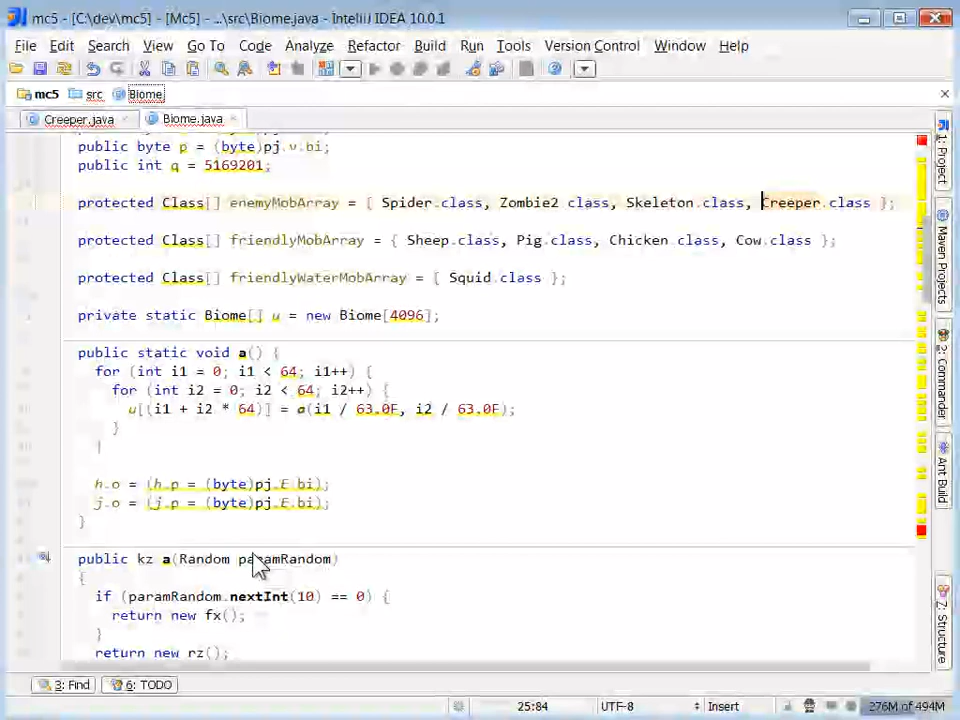 mc5 - [C:\dev\mc5] - [Mc5] - ...\src\Biome.java - IntelliJ IDEA 10.0.1
File Edit Search View Go To Code Analyze Refactor Build Run Tools Version Control Window Help
mc5 src Biome
Creeper.java Biome.java
public byte p = (byte)pj.v.bi;
public int q = 5169201;
protected Class[] enemyMobArray = { Spider.class, Zombie2.class, Skeleton.class, Creeper.class };
protected Class[] friendlyMobArray = { Sheep.class, Pig.class, Chicken.class, Cow.class };
protected Class[] friendlyWaterMobArray = { Squid.class };
private static Biome[] u = new Biome[4096];
public static void a() {
for (int i1 = 0; i1 < 64; i1++) {
for (int i2 = 0; i2 < 64; i2++) {
u[(i1 + i2 * 64)] = a(i1 / 63.0F, i2 / 63.0F);
}
}
h.o = (h.p = (byte)pj.E.bi);
j.o = (j.p = (byte)pj.E.bi);
}
public kz a(Random paramRandom)
{
if (paramRandom.nextInt(10) == 0) {
return new fx();
}
return new rz();
1: Project
Maven Projects
2: Commander
Ant Build
7: Structure
3: Find 6: TODO
25:84 UTF-8 Insert 276M of 494M